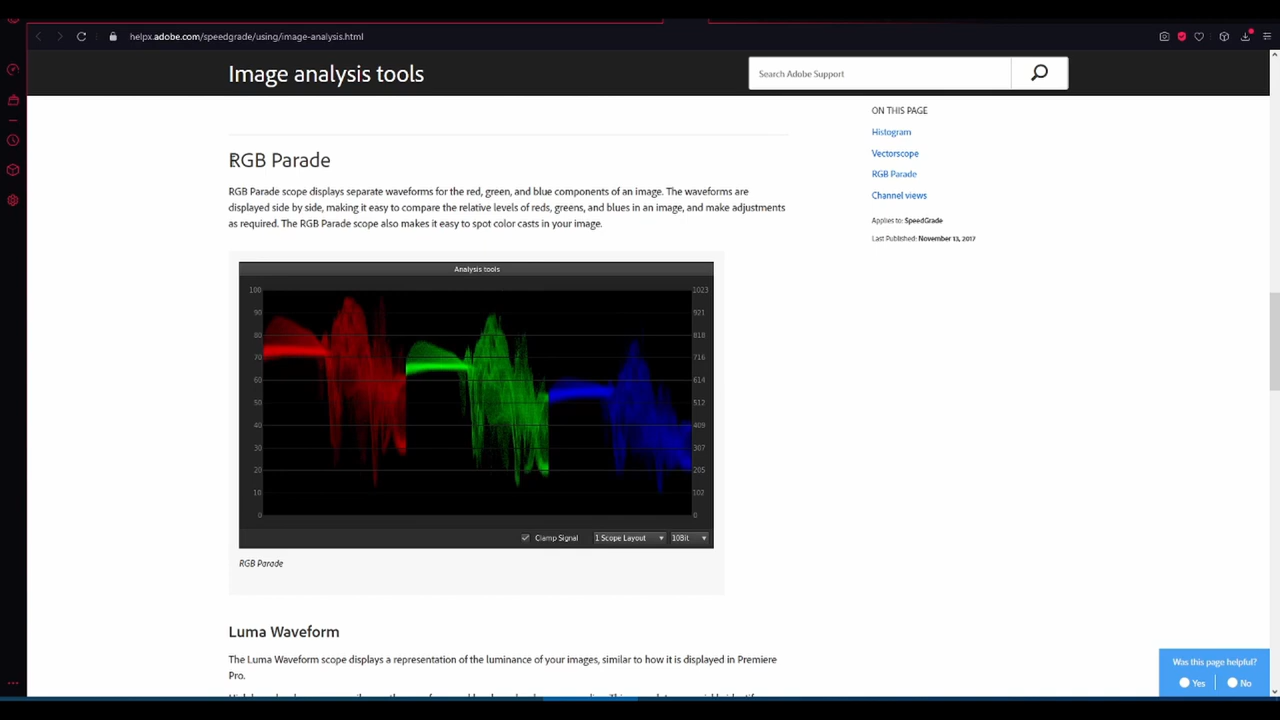 helpx.adobe.com/speedgrade/using/image-analysis.html
Image analysis tools
Search Adobe Support
ON THIS PAGE
Histogram
Vectorscope
RGB Parade
Channel views
Applies to: SpeedGrade
Last Published: November 13, 2017
RGB Parade
RGB Parade scope displays separate waveforms for the red, green, and blue components of an image. The waveforms are
displayed side by side, making it easy to compare the relative levels of reds, greens, and blues in an image, and make adjustments
as required. The RGB Parade scope also makes it easy to spot color casts in your image.
Analysis tools
100 1023
90 921
80 818
70 716
60 614
50 512
40 409
30 307
20 205
10 102
0 0
Clamp Signal 1 Scope Layout 10Bit
RGB Parade
Luma Waveform
The Luma Waveform scope displays a representation of the luminance of your images, similar to how it is displayed in Premiere
Pro.
Was this page helpful?
Yes No